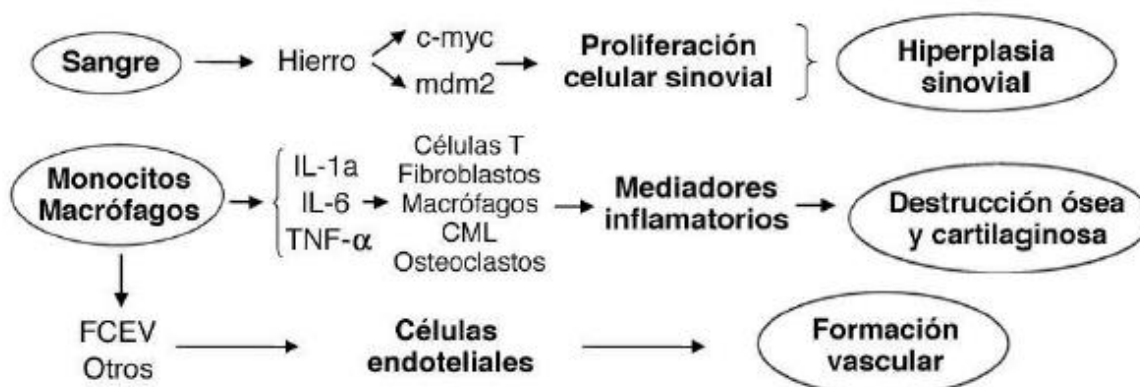 Sangre
Hierro
c-myc
mdm2
Proliferación
celular sinovial
Hiperplasia
sinovial
Monocitos
Macrófagos
IL-1a
IL-6
TNF-α
Células T
Fibroblastos
Macrófagos
CML
Osteoclastos
Mediadores
inflamatorios
Destrucción ósea
y cartilaginosa
FCEV
Otros
Células
endoteliales
Formación
vascular